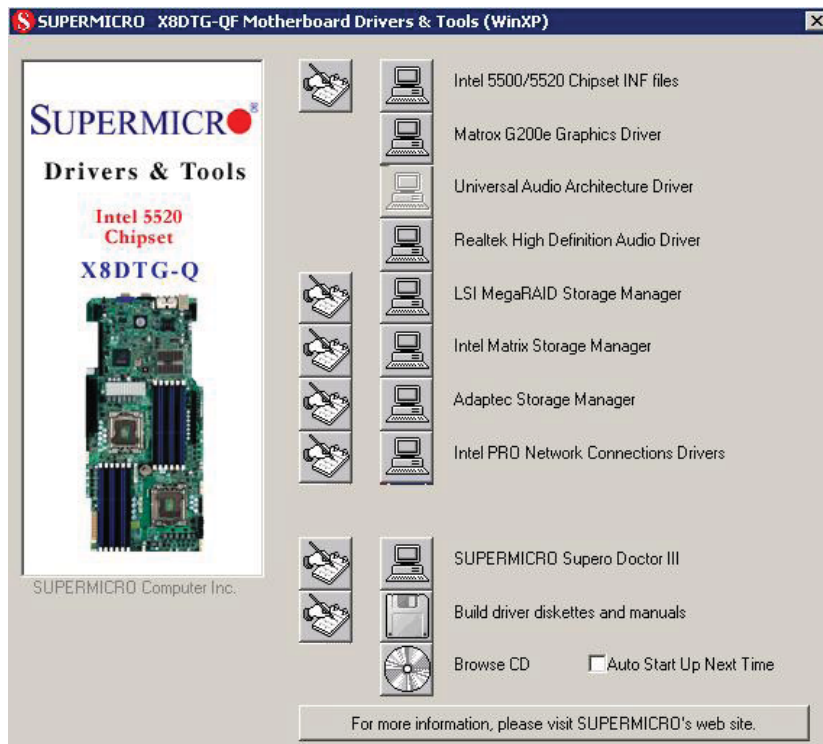 SUPERMICRO X8DTG-QF Motherboard Drivers & Tools (WinXP)
SUPERMICRO®
Drivers & Tools
Intel 5520
Chipset
X8DTG-Q
SUPERMICRO Computer Inc.
Intel 5500/5520 Chipset INF files
Matrox G200e Graphics Driver
Universal Audio Architecture Driver
Realtek High Definition Audio Driver
LSI MegaRAID Storage Manager
Intel Matrix Storage Manager
Adaptec Storage Manager
Intel PRO Network Connections Drivers
SUPERMICRO Supero Doctor III
Build driver diskettes and manuals
Browse CD
Auto Start Up Next Time
For more information, please visit SUPERMICRO's web site.